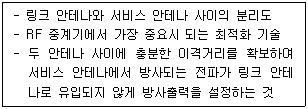 - 링크 안테나와 서비스 안테나 사이의 분리도
- RF 중계기에서 가장 중요시 되는 최적화 기술
- 두 안테나 사이에 충분한 이격거리를 확보하여
서비스 안테나에서 방사되는 전파가 링크 안테
나로 유입되지 않게 방사출력을 설정하는 것